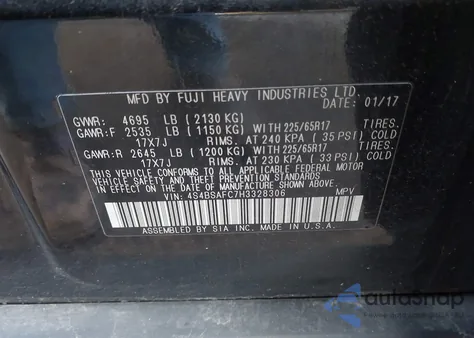 MFD BY FUJI HEAVY INDUSTRIES LTD.
DATE: 01/17
GVWR: 4695 LB ( 2130 KG)
GAWR:F 2535 LB ( 1150 KG) WITH 225/65R17 TIRES.
17X7J RIMS. AT 240 KPA ( 35 PSI) COLD
GAWR:R 2645 LB ( 1200 KG) WITH 225/65R17 TIRES.
17X7J RIMS. AT 230 KPA ( 33 PSI) COLD
THIS VEHICLE CONFORMS TO ALL APPLICABLE FEDERAL MOTOR
VEHICLE SAFETY AND THEFT PREVENTION STANDARDS
IN EFFECT ON THE DATE OF MANUFACTURE SHOWN ABOVE.
VIN: 4S4BSAFC7H3328306 MPV
ASSEMBLED BY SIA INC. MADE IN U.S.A.
autosnap